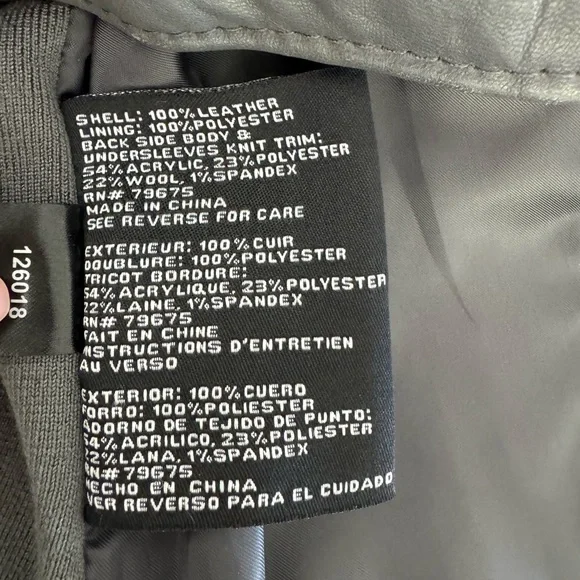 SHELL: 100% LEATHER
LINING: 100% POLYESTER
BACK SIDE BODY &
UNDERSLEEVES KNIT TRIM:
54% ACRYLIC, 23% POLYESTER
22% WOOL, 1% SPANDEX
RN# 79675
MADE IN CHINA
SEE REVERSE FOR CARE
EXTERIEUR: 100% CUIR
DOUBLURE: 100% POLYESTER
TRICOT BORDURE:
54% ACRYLIQUE, 23% POLYESTER
22% LAINE, 1% SPANDEX
RN# 79675
FAIT EN CHINE
INSTRUCTIONS D'ENTRETIEN
AU VERSO
EXTERIOR: 100% CUERO
FORRO: 100% POLIESTER
ADORNO DE TEJIDO DE PUNTO:
54% ACRILICO, 23% POLIESTER
22% LANA, 1% SPANDEX
RN# 79675
HECHO EN CHINA
VER REVERSO PARA EL CUIDADO
126018